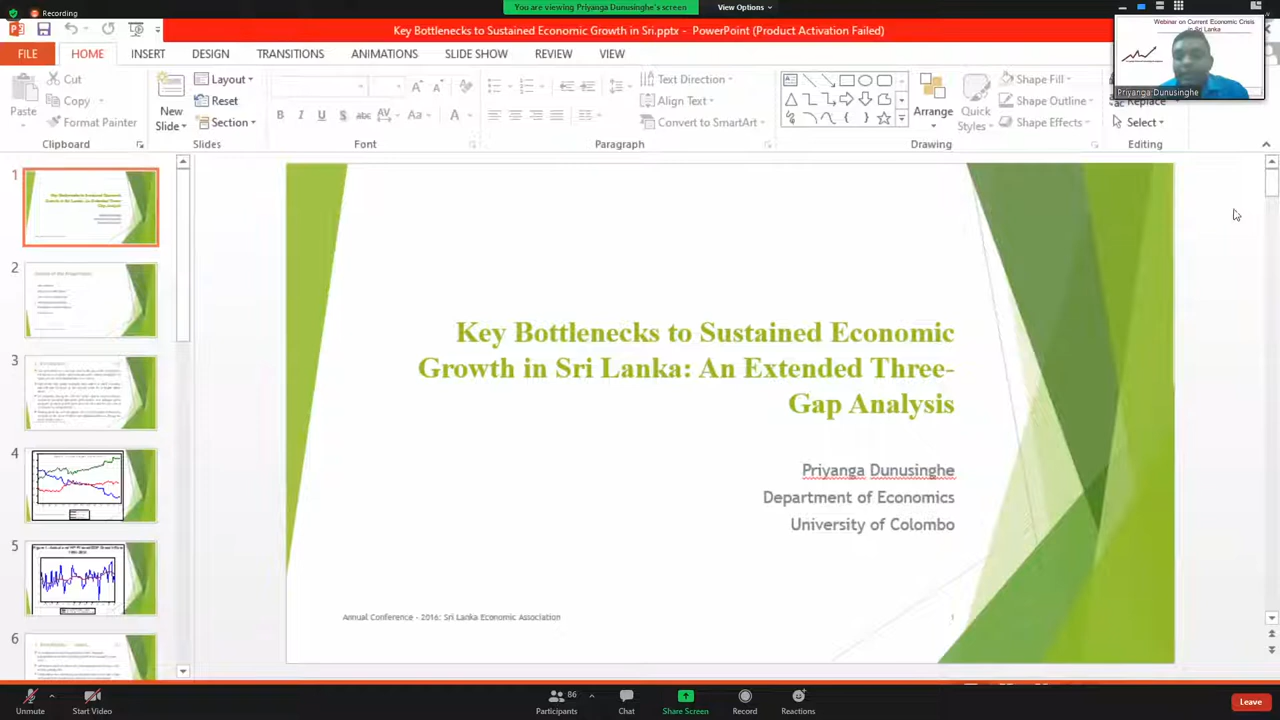 Recording
You are viewing Priyanga Dunusinghe's screen
View Options
Key Bottlenecks to Sustained Economic Growth in Sri.pptx - PowerPoint (Product Activation Failed)
Webinar on Current Economic Crisis
in Sri Lanka
Priyanga Dunusinghe
FILE
HOME
INSERT
DESIGN
TRANSITIONS
ANIMATIONS
SLIDE SHOW
REVIEW
VIEW
Paste
Cut
Copy
Format Painter
Clipboard
New
Slide
Layout
Reset
Section
Slides
Font
Text Direction
Align Text
Convert to SmartArt
Paragraph
Arrange
Quick
Styles
Shape Fill
Shape Outline
Shape Effects
Drawing
Replace
Select
Editing
1
2
3
4
5
6
Key Bottlenecks to Sustained Economic
Growth in Sri Lanka: An Extended Three-
Gap Analysis
Priyanga Dunusinghe
Department of Economics
University of Colombo
Annual Conference - 2016: Sri Lanka Economic Association
1
Unmute
Start Video
86
Participants
Chat
Share Screen
Record
Reactions
Leave